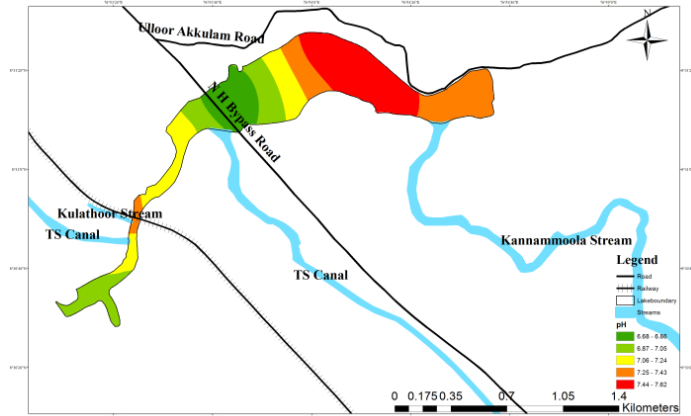 N
Ulloor Akkulam Road
N H Bypass Road
Kulathoor Stream
TS Canal
TS Canal
Kannammoola Stream
Legend
Road
Railway
Lakeboundary
Streams
pH
6.68 - 6.86
6.87 - 7.05
7.06 - 7.24
7.25 - 7.43
7.44 - 7.62
0 0.175 0.35 0.7 1.05 1.4
Kilometers